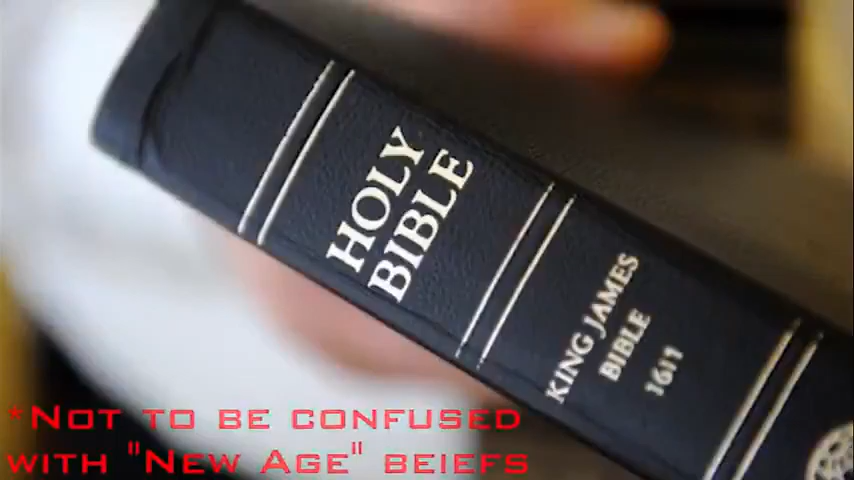 HOLY
BIBLE
KING JAMES
BIBLE
1611
*Not to be confused
with "New Age" beiefs